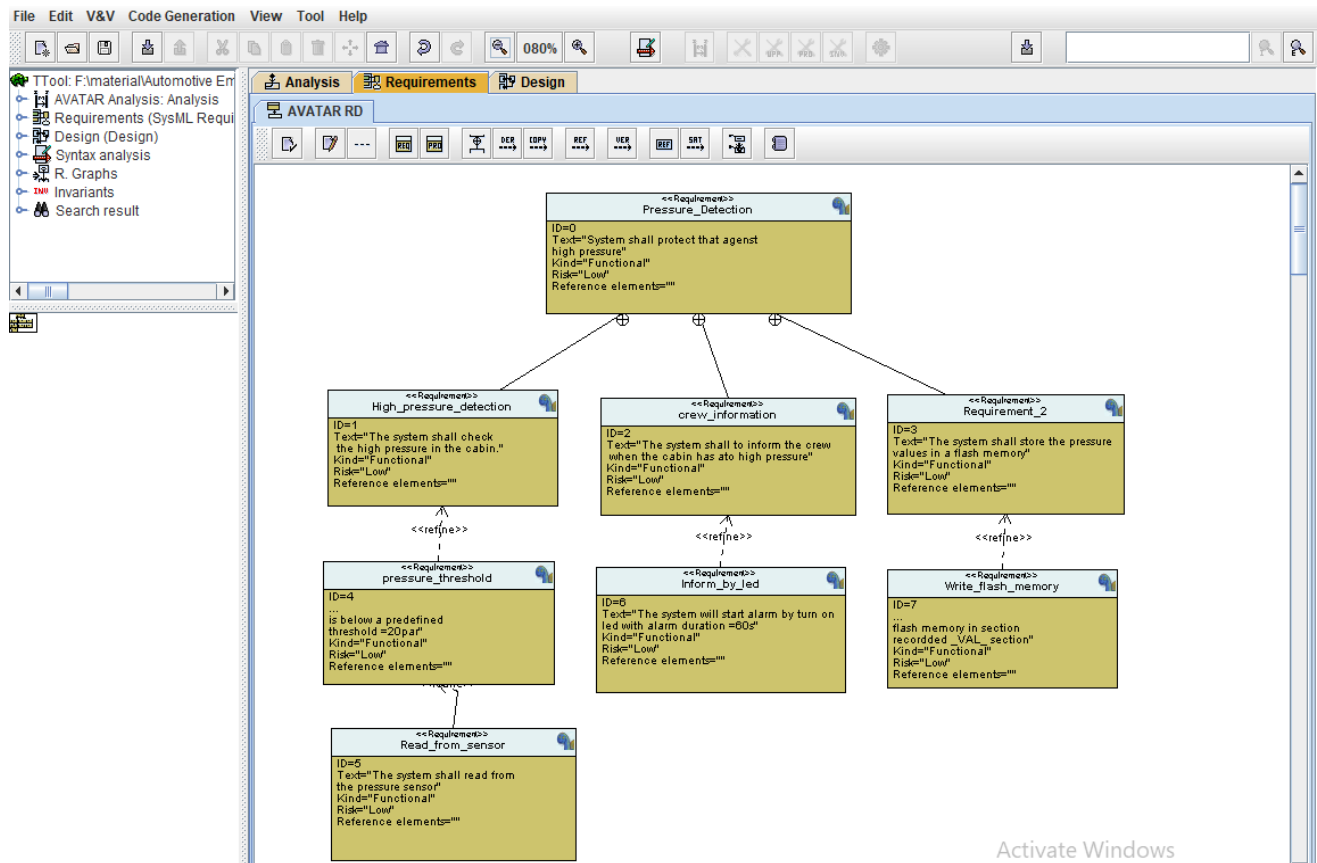 File Edit V&V Code Generation View Tool Help
080%
TTool: F:\material\Automotive Em
AVATAR Analysis: Analysis
Requirements (SysML Requi
Design (Design)
Syntax analysis
R. Graphs
INV Invariants
Search result
Analysis Requirements Design
AVATAR RD
REQ PRO DER COPY REF VER REF SAT
<<Requirement>>
Pressure_Detection
ID=0
Text="System shall protect that agenst
high pressure"
Kind="Functional"
Risk="Low"
Reference elements=""
<<Requirement>>
High_pressure_detection
ID=1
Text="The system shall check
the high pressure in the cabin."
Kind="Functional"
Risk="Low"
Reference elements=""
<<Requirement>>
crew_information
ID=2
Text="The system shall to inform the crew
when the cabin has ato high pressure"
Kind="Functional"
Risk="Low"
Reference elements=""
<<Requirement>>
Requirement_2
ID=3
Text="The system shall store the pressure
values in a flash memory"
Kind="Functional"
Risk="Low"
Reference elements=""
<<refine>>
<<refine>>
<<refine>>
<<Requirement>>
pressure_threshold
ID=4
...
is below a predefined
threshold =20par"
Kind="Functional"
Risk="Low"
Reference elements=""
<<Requirement>>
Inform_by_led
ID=6
Text="The system will start alarm by turn on
led with alarm duration =60s"
Kind="Functional"
Risk="Low"
Reference elements=""
<<Requirement>>
Write_flash_memory
ID=7
...
flash memory in section
recordded _VAL_ section"
Kind="Functional"
Risk="Low"
Reference elements=""
<<Requirement>>
Read_from_sensor
ID=5
Text="The system shall read from
the pressure sensor"
Kind="Functional"
Risk="Low"
Reference elements=""
Activate Windows